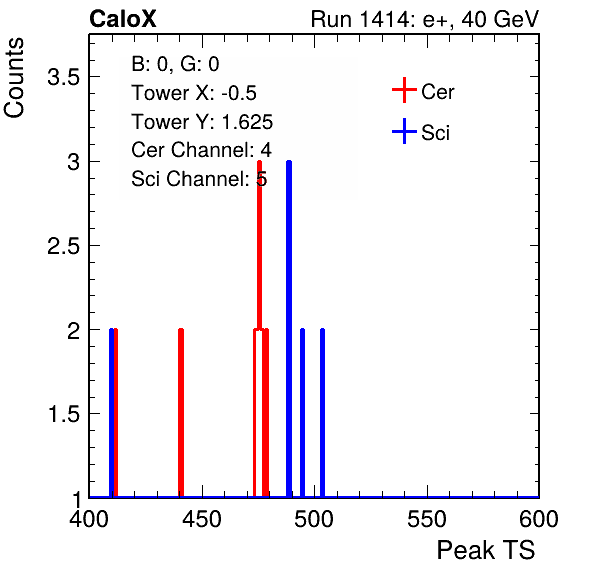 CaloX Run 1414: e+, 40 GeV
Counts
B: 0, G: 0
Tower X: -0.5
Tower Y: 1.625
Cer Channel: 4
Sci Channel: 5
Cer
Sci
3.5
3
2.5
2
1.5
1
400 450 500 550 600
Peak TS